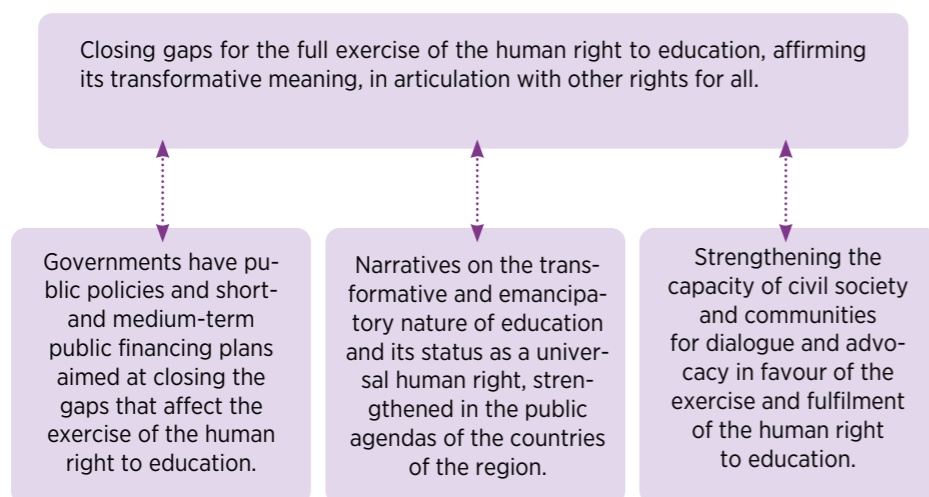 Closing gaps for the full exercise of the human right to education, affirming
its transformative meaning, in articulation with other rights for all.
Governments have pu-
blic policies and short-
and medium-term
public financing plans
aimed at closing the
gaps that affect the
exercise of the human
right to education.
Narratives on the trans-
formative and emancipa-
tory nature of education
and its status as a univer-
sal human right, stren-
gthened in the public
agendas of the countries
of the region.
Strengthening the
capacity of civil society
and communities
for dialogue and advo-
cacy in favour of the
exercise and fulfilment
of the human right
to education.